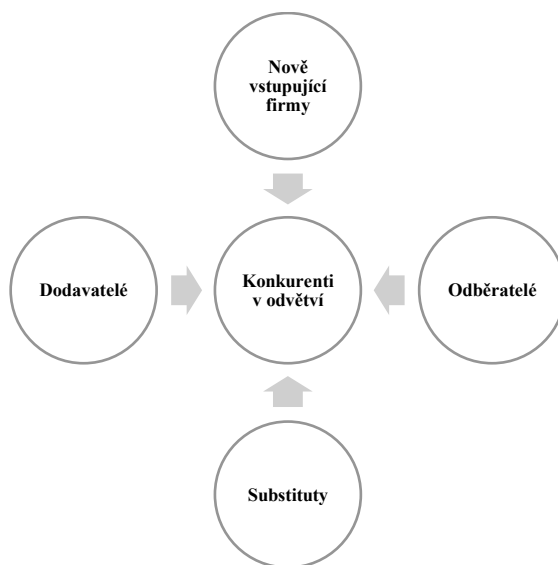 Nově
vstupující
firmy
Dodavatelé
Konkurenti
v odvětví
Odběratelé
Substituty